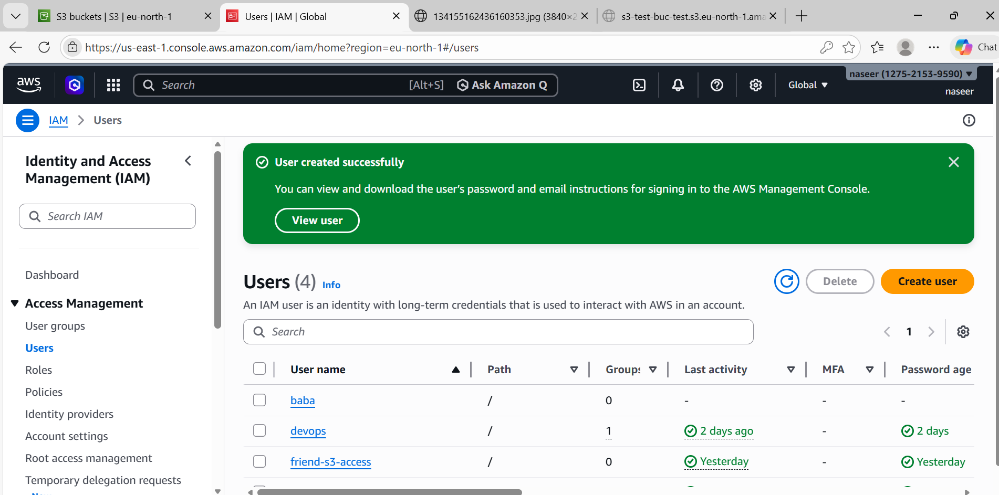 S3 buckets | S3 | eu-north-1
Users | IAM | Global
134155162436160353.jpg (3840×2
s3-test-buc-test.s3.eu-north-1.ama
https://us-east-1.console.aws.amazon.com/iam/home?region=eu-north-1#/users
Chat
aws
Search
[Alt+S]
Ask Amazon Q
Global
naseer (1275-2153-9590)
naseer
IAM
Users
Identity and Access
Management (IAM)
Search IAM
Dashboard
Access Management
User groups
Users
Roles
Policies
Identity providers
Account settings
Root access management
Temporary delegation requests
New
User created successfully
You can view and download the user's password and email instructions for signing in to the AWS Management Console.
View user
Users (4) Info
Delete
Create user
An IAM user is an identity with long-term credentials that is used to interact with AWS in an account.
Search
1
User name Path Groups Last activity MFA Password age
baba / 0 - - -
devops / 1 2 days ago - 2 days
friend-s3-access / 0 Yesterday - Yesterday